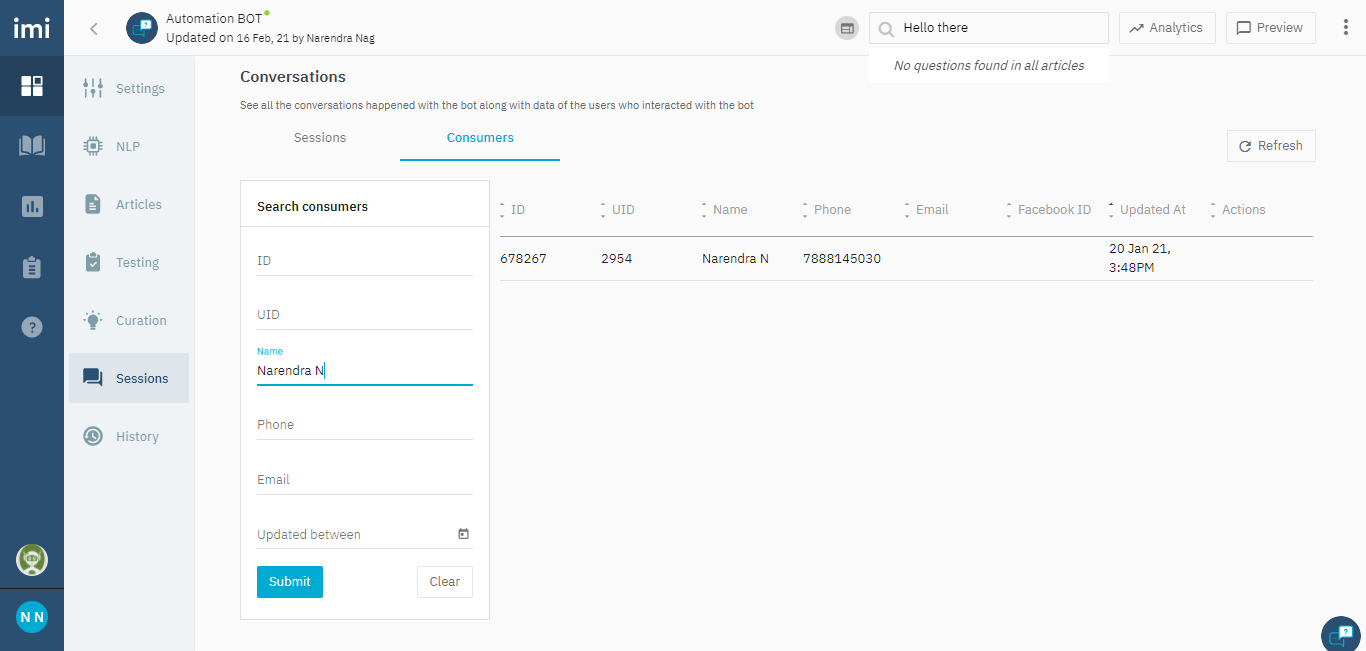 imi
Automation BOT
Updated on 16 Feb, 21 by Narendra Nag
Hello there
Analytics
Preview
No questions found in all articles
Settings
NLP
Articles
Testing
Curation
Sessions
History
?
N N
Conversations
See all the conversations happened with the bot along with data of the users who interacted with the bot
Sessions
Consumers
Refresh
Search consumers
ID
UID
Name
Narendra N
Phone
Email
Updated between
Submit
Clear
ID UID Name Phone Email Facebook ID Updated At Actions
678267 2954 Narendra N 7888145030 20 Jan 21,
3:48PM